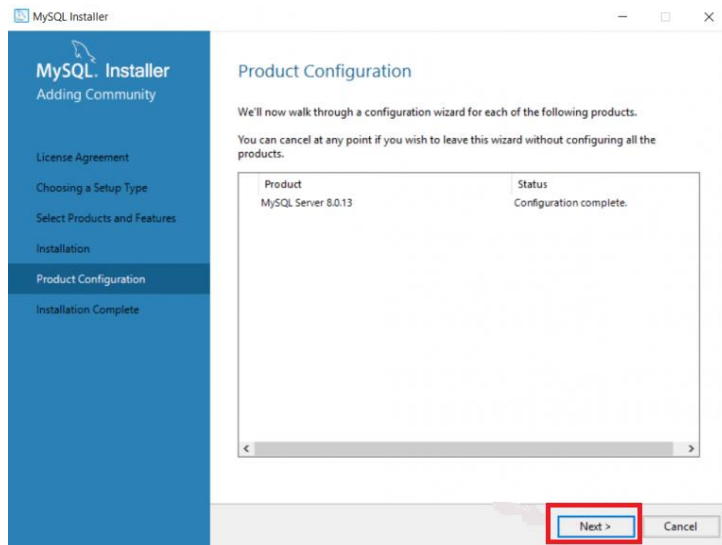 MySQL Installer
MySQL. Installer
Adding Community
License Agreement
Choosing a Setup Type
Select Products and Features
Installation
Product Configuration
Installation Complete
Product Configuration
We'll now walk through a configuration wizard for each of the following products.
You can cancel at any point if you wish to leave this wizard without configuring all the
products.
Product Status
MySQL Server 8.0.13 Configuration complete.
Next > Cancel